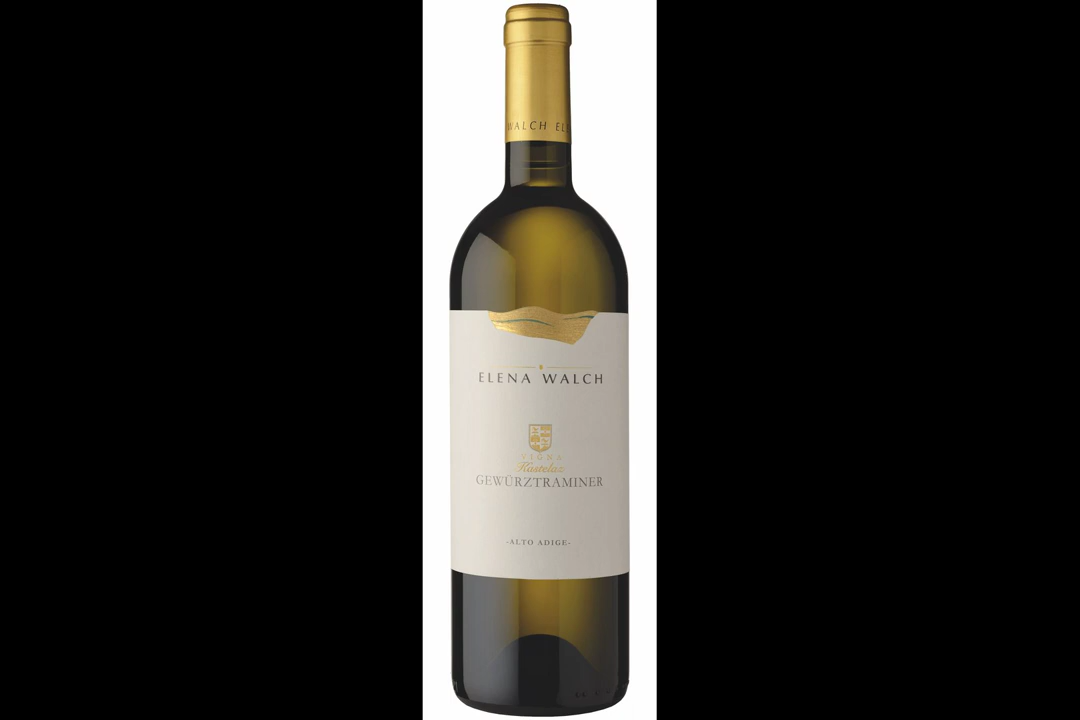 WALCH EL
ELENA WALCH
VIGNA
Kastelaz
GEWÜRZTRAMINER
-ALTO ADIGE-